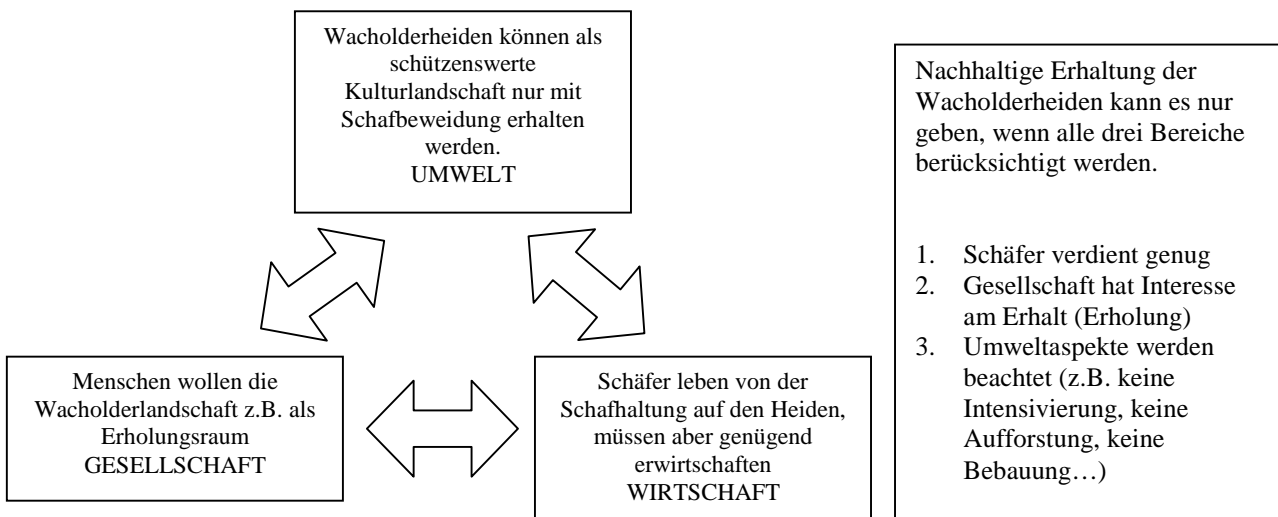 Wacholderheiden können als
schützenswerte
Kulturlandschaft nur mit
Schafbeweidung erhalten
werden.
UMWELT
Nachhaltige Erhaltung der
Wacholderheiden kann es nur
geben, wenn alle drei Bereiche
berücksichtigt werden.
1. Schäfer verdient genug
2. Gesellschaft hat Interesse
am Erhalt (Erholung)
3. Umweltaspekte werden
beachtet (z.B. keine
Intensivierung, keine
Aufforstung, keine
Bebauung…)
Menschen wollen die
Wacholderlandschaft z.B. als
Erholungsraum
GESELLSCHAFT
Schäfer leben von der
Schafhaltung auf den Heiden,
müssen aber genügend
erwirtschaften
WIRTSCHAFT